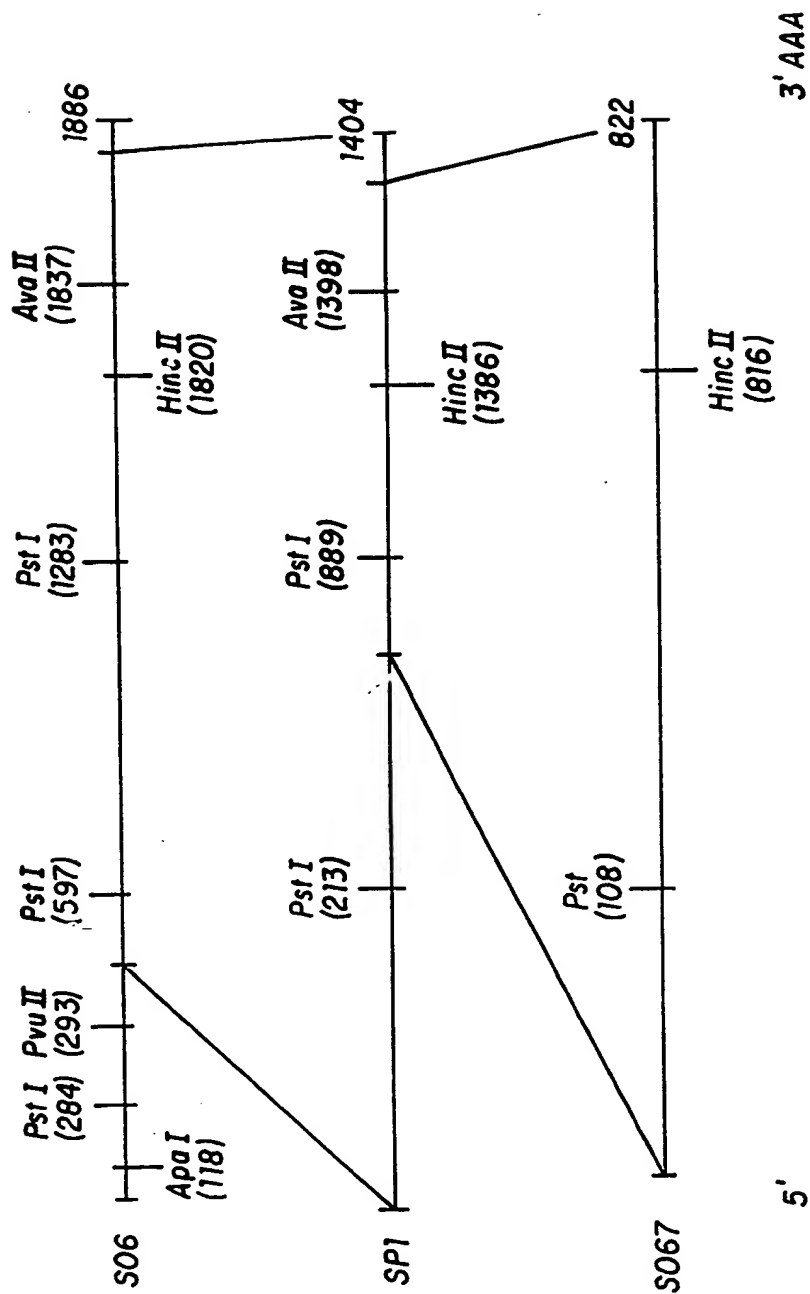 SO6
Apa I
(118)
Pst I
(284)
Pvu II
(293)
Pst I
(597)
Pst I
(1283)
Hinc II
(1820)
Ava II
(1837)
1886
SP1
Pst I
(213)
Pst I
(889)
Hinc II
(1386)
Ava II
(1398)
1404
SO67
Pst
(108)
Hinc II
(816)
822
5'
3' AAA